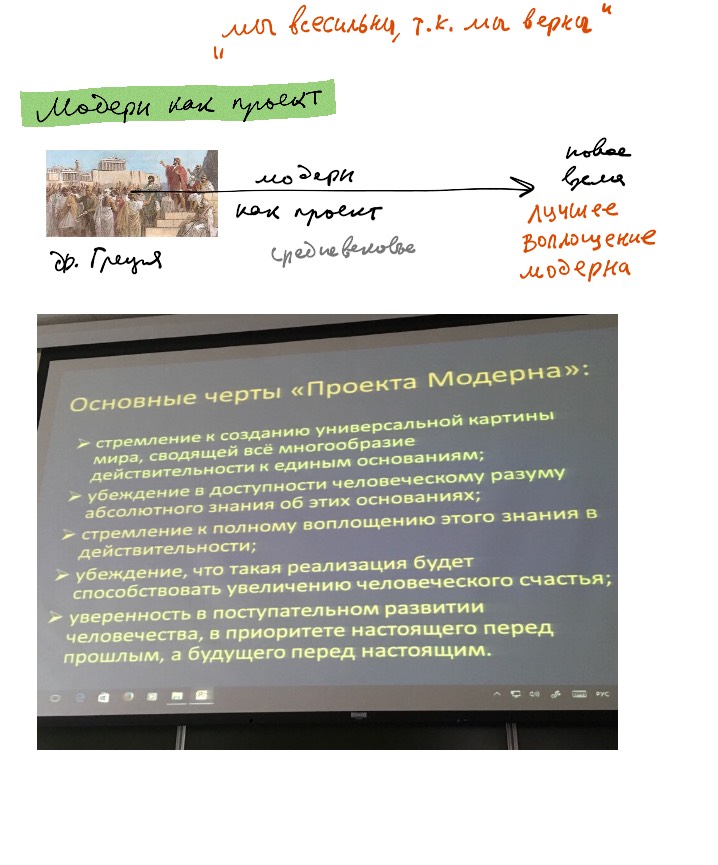 "мы всесильны, т.к. мы верны"
Модерн как проект
модерн
как проект
средневековье
др. Греция
новое
время
лучшее
воплощение
модерна
Основные черты «Проекта Модерна»:
➢ стремление к созданию универсальной картины
мира, сводящей всё многообразие
действительности к единым основаниям;
➢ убеждение в доступности человеческому разуму
абсолютного знания об этих основаниях;
➢ стремление к полному воплощению этого знания в
действительности;
➢ убеждение, что такая реализация будет
способствовать увеличению человеческого счастья;
➢ уверенность в поступательном развитии
человечества, в приоритете настоящего перед
прошлым, а будущего перед настоящим.
РУС